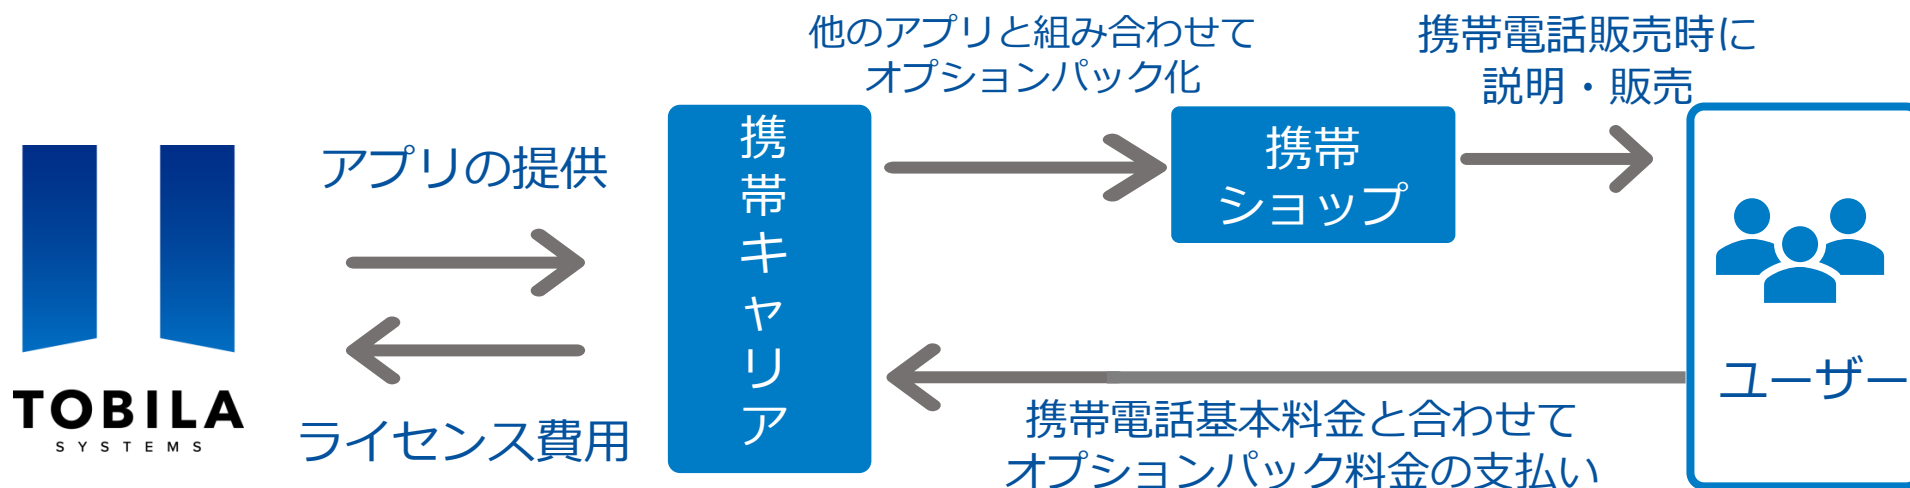 他のアプリと組み合わせて
オプションパック化
携帯電話販売時に
説明・販売
アプリの提供
携帯キャリア
携帯
ショップ
TOBILA
SYSTEMS
ライセンス費用
ユーザー
携帯電話基本料金と合わせて
オプションパック料金の支払い